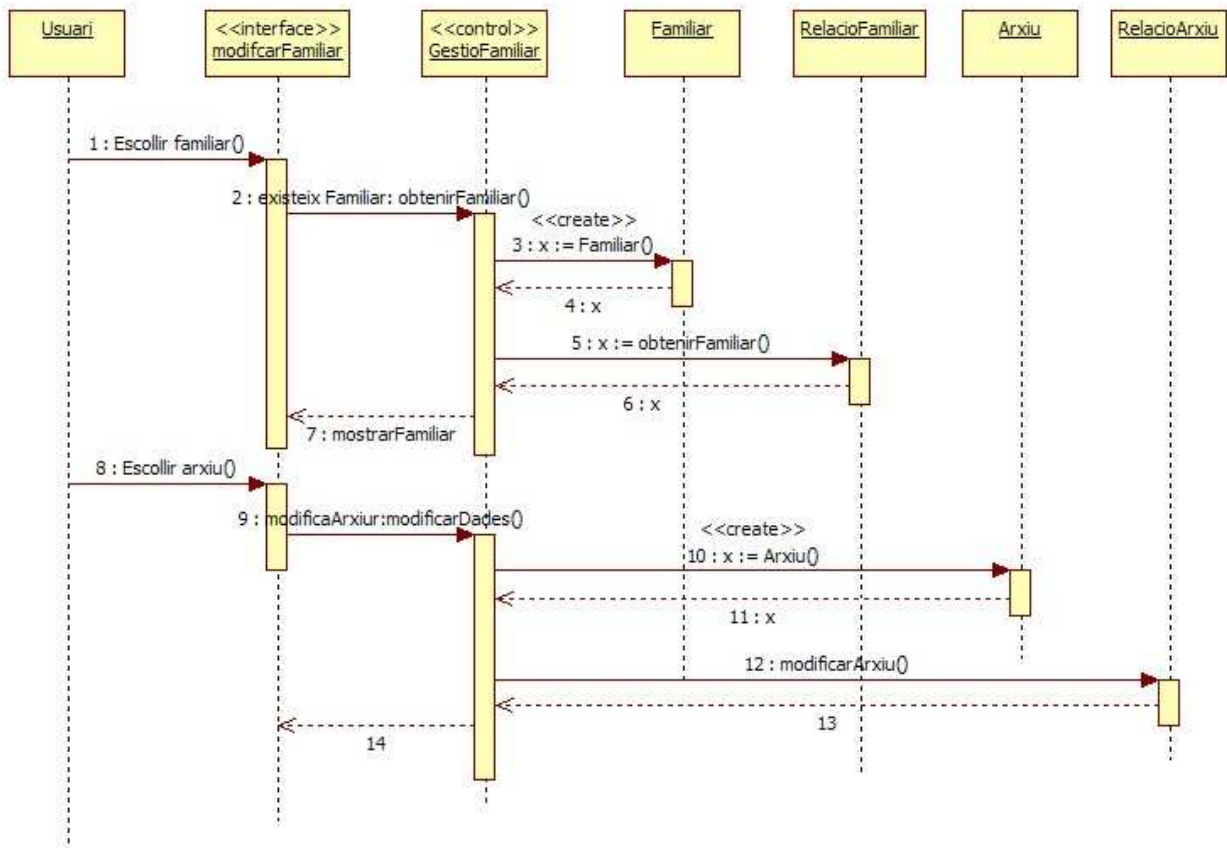 Usuari
<<interface>>
modifcarFamiliar
<<control>>
GestioFamiliar
Familiar
RelacioFamiliar
Arxiu
RelacioArxiu
1 : Escollir familiar()
2 : existeix Familiar: obtenirFamiliar()
<<create>>
3 : x := Familiar()
4 : x
5 : x := obtenirFamiliar()
6 : x
7 : mostrarFamiliar
8 : Escollir arxiu()
9 : modificaArxiur:modificarDades()
<<create>>
10 : x := Arxiu()
11 : x
12 : modificarArxiu()
13
14